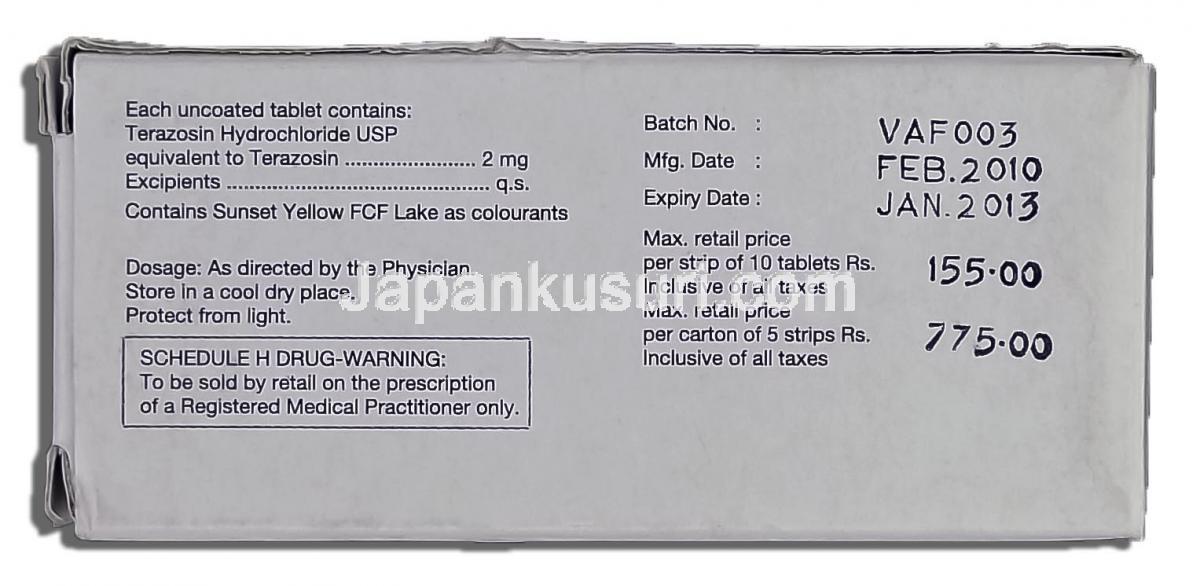 Each uncoated tablet contains:
Terazosin Hydrochloride USP
equivalent to Terazosin ....................... 2 mg
Excipients .............................................. q.s.
Contains Sunset Yellow FCF Lake as colourants
Dosage: As directed by the Physician.
Store in a cool dry place.
Protect from light.
SCHEDULE H DRUG-WARNING:
To be sold by retail on the prescription
of a Registered Medical Practitioner only.
Batch No. : VAF003
Mfg. Date : FEB.2010
Expiry Date : JAN.2013
Max. retail price
per strip of 10 tablets Rs. 155.00
Inclusive of all taxes
Max. retail price
per carton of 5 strips Rs. 775.00
Inclusive of all taxes
Japankusuri.com